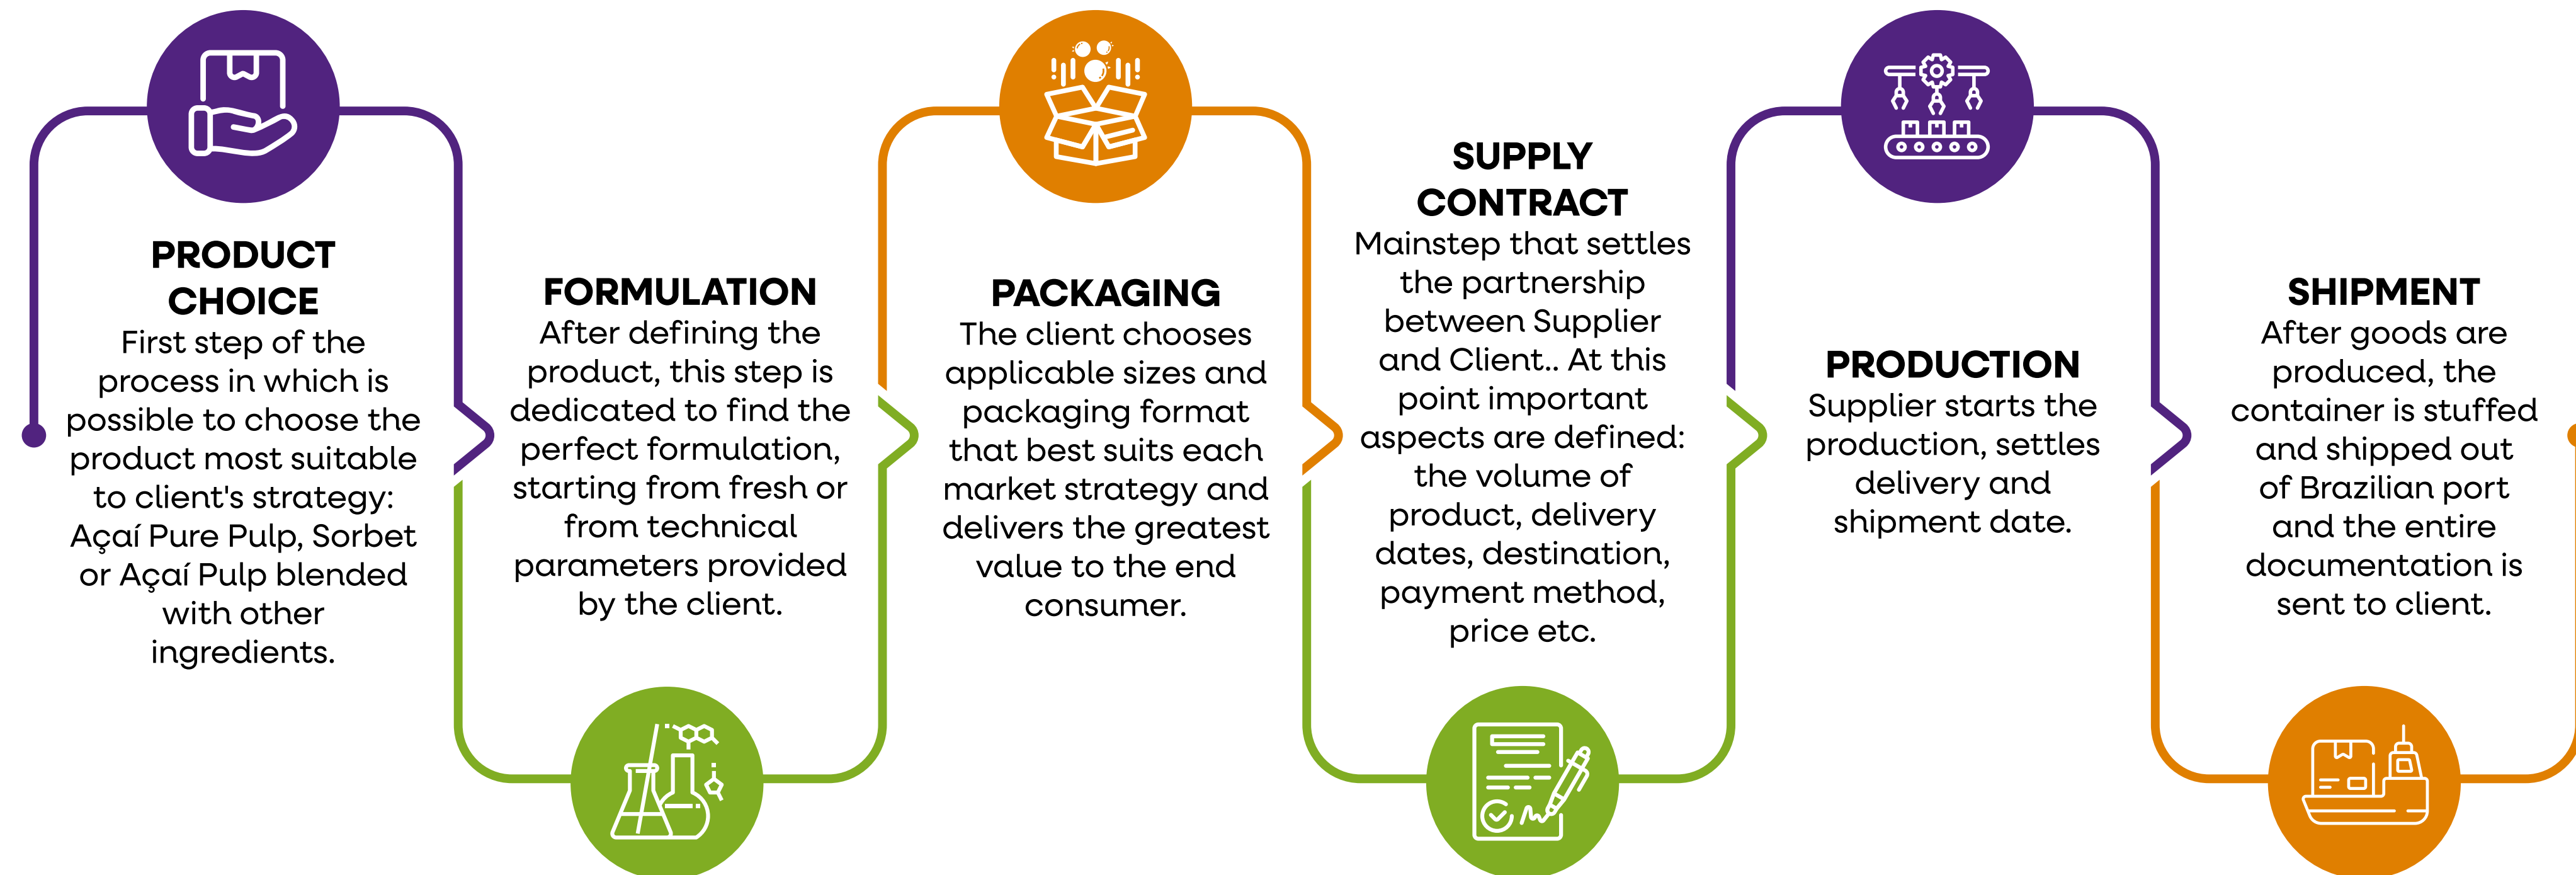 PRODUCT
CHOICE
First step of the
process in which is
possible to choose the
product most suitable
to client's strategy:
Açaí Pure Pulp, Sorbet
or Açaí Pulp blended
with other
ingredients.
FORMULATION
After defining the
product, this step is
dedicated to find the
perfect formulation,
starting from fresh or
from technical
parameters provided
by the client.
PACKAGING
The client chooses
applicable sizes and
packaging format
that best suits each
market strategy and
delivers the greatest
value to the end
consumer.
SUPPLY
CONTRACT
Mainstep that settles
the partnership
between Supplier
and Client.. At this
point important
aspects are defined:
the volume of
product, delivery
dates, destination,
payment method,
price etc.
PRODUCTION
Supplier starts the
production, settles
delivery and
shipment date.
SHIPMENT
After goods are
produced, the
container is stuffed
and shipped out
of Brazilian port
and the entire
documentation is
sent to client.